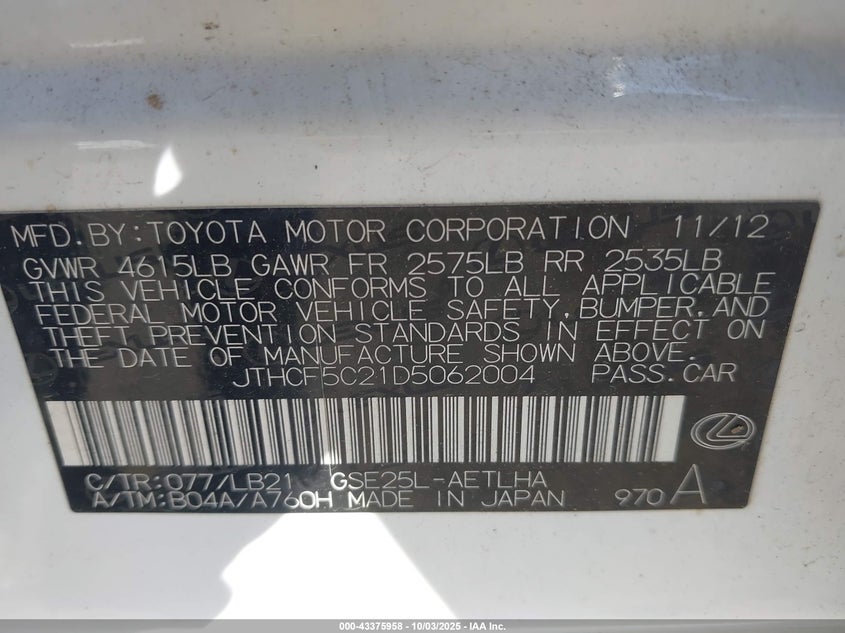 MFD.BY:TOYOTA MOTOR CORPORATION 11/12
GVWR 4615LB GAWR FR 2575LB RR 2535LB
THIS VEHICLE CONFORMS TO ALL APPLICABLE
FEDERAL MOTOR VEHICLE SAFETY,BUMPER,AND
THEFT PREVENTION STANDARDS IN EFFECT ON
THE DATE OF MANUFACTURE SHOWN ABOVE.
JTHCF5C21D5062004 PASS.CAR
C/TR:077/LB21 GSE25L-AETLHA
A/TM:B04A/A760H MADE IN JAPAN 970 A
000-43375958 - 10/03/2025 - IAA Inc.